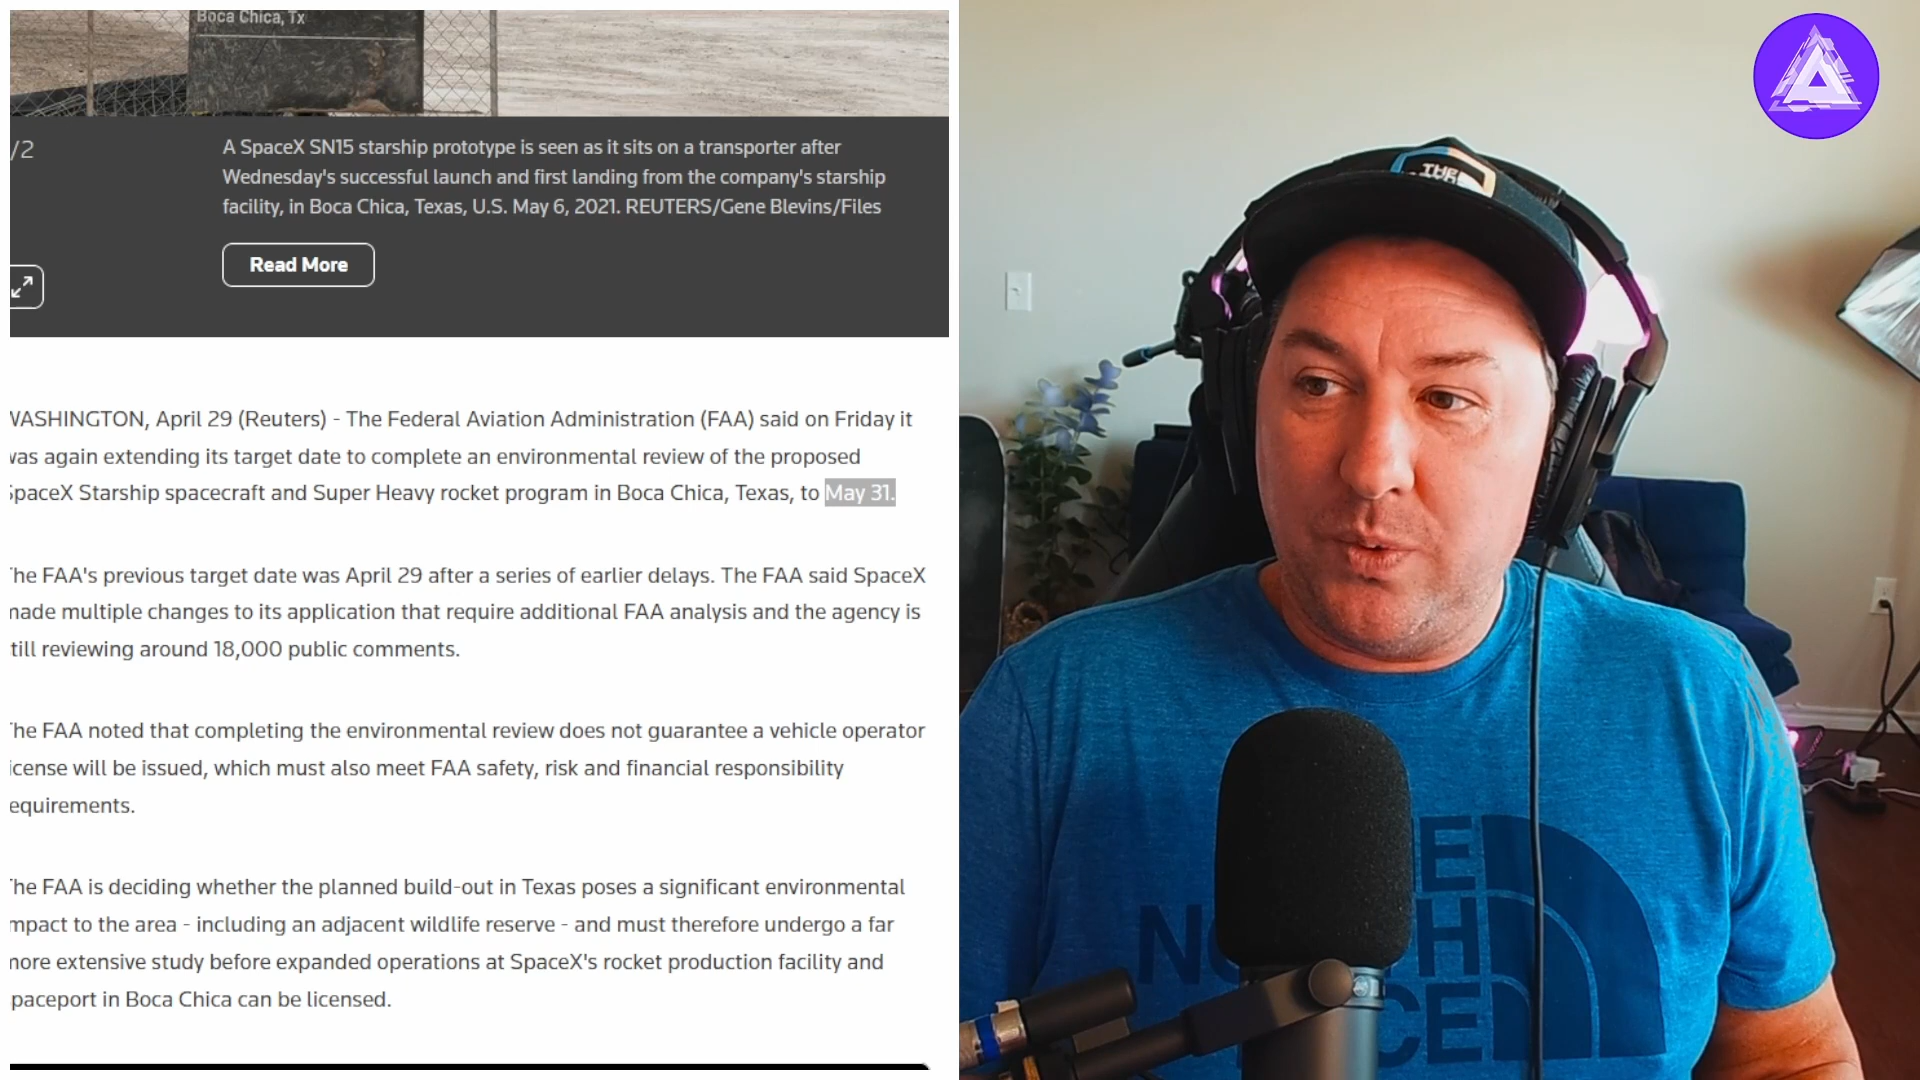 Boca Chica, Tx
/2
A SpaceX SN15 starship prototype is seen as it sits on a transporter after
Wednesday's successful launch and first landing from the company's starship
facility, in Boca Chica, Texas, U.S. May 6, 2021. REUTERS/Gene Blevins/Files
Read More
WASHINGTON, April 29 (Reuters) - The Federal Aviation Administration (FAA) said on Friday it
was again extending its target date to complete an environmental review of the proposed
SpaceX Starship spacecraft and Super Heavy rocket program in Boca Chica, Texas, to May 31.
The FAA's previous target date was April 29 after a series of earlier delays. The FAA said SpaceX
made multiple changes to its application that require additional FAA analysis and the agency is
till reviewing around 18,000 public comments.
The FAA noted that completing the environmental review does not guarantee a vehicle operator
icense will be issued, which must also meet FAA safety, risk and financial responsibility
equirements.
The FAA is deciding whether the planned build-out in Texas poses a significant environmental
mpact to the area - including an adjacent wildlife reserve - and must therefore undergo a far
more extensive study before expanded operations at SpaceX's rocket production facility and
paceport in Boca Chica can be licensed.
THE
E
N H
CE